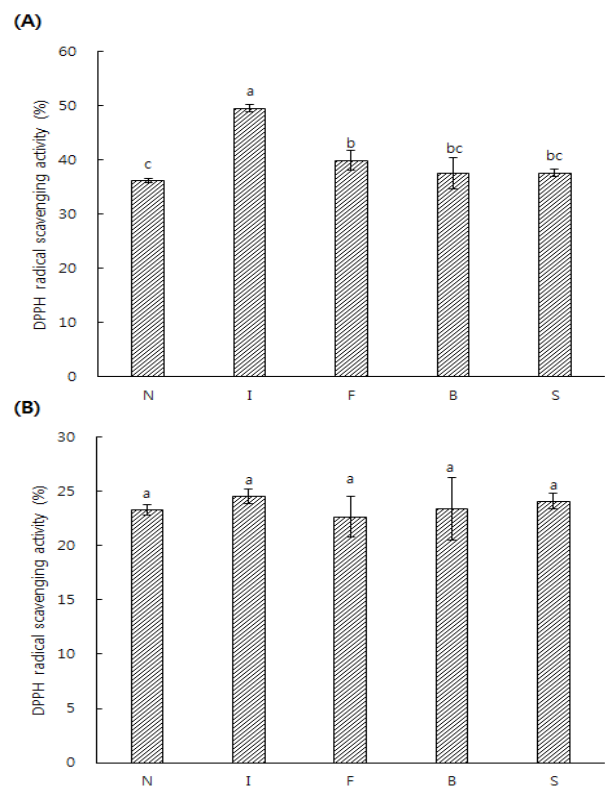 (A)
DPPH radical scavenging activity (%)
60
50
40
30
20
10
0
c
a
b
bc
bc
N I F B S
(B)
DPPH radical scavenging activity (%)
30
25
20
15
10
5
0
a
a
a
a
a
N I F B S